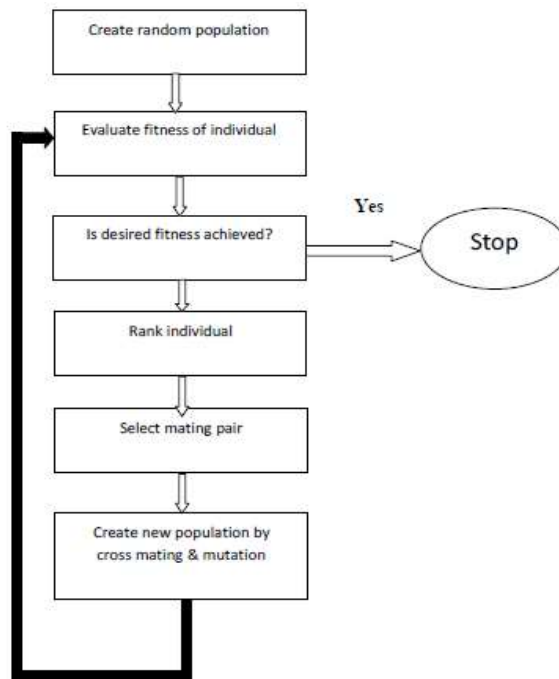 Create random population
Evaluate fitness of individual
Is desired fitness achieved?
Yes
Stop
Rank individual
Select mating pair
Create new population by
cross mating & mutation